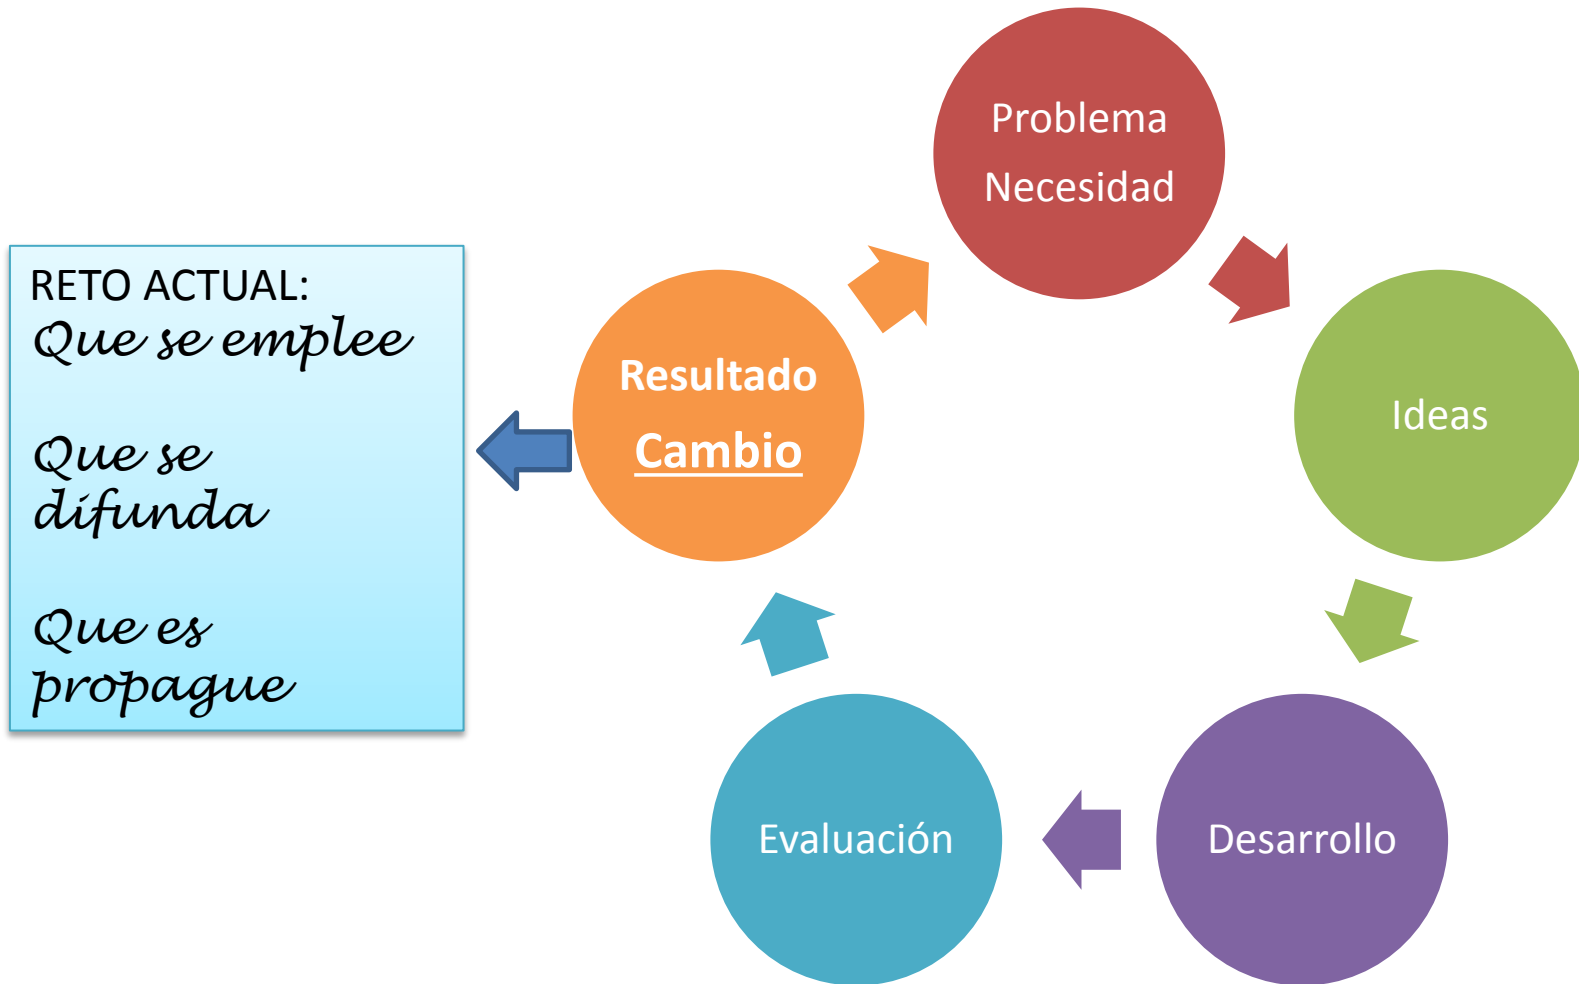 Problema
Necesidad
RETO ACTUAL:
Que se emplee
Que se
difunda
Que es
propague
Resultado
Cambio
Ideas
Evaluación
Desarrollo